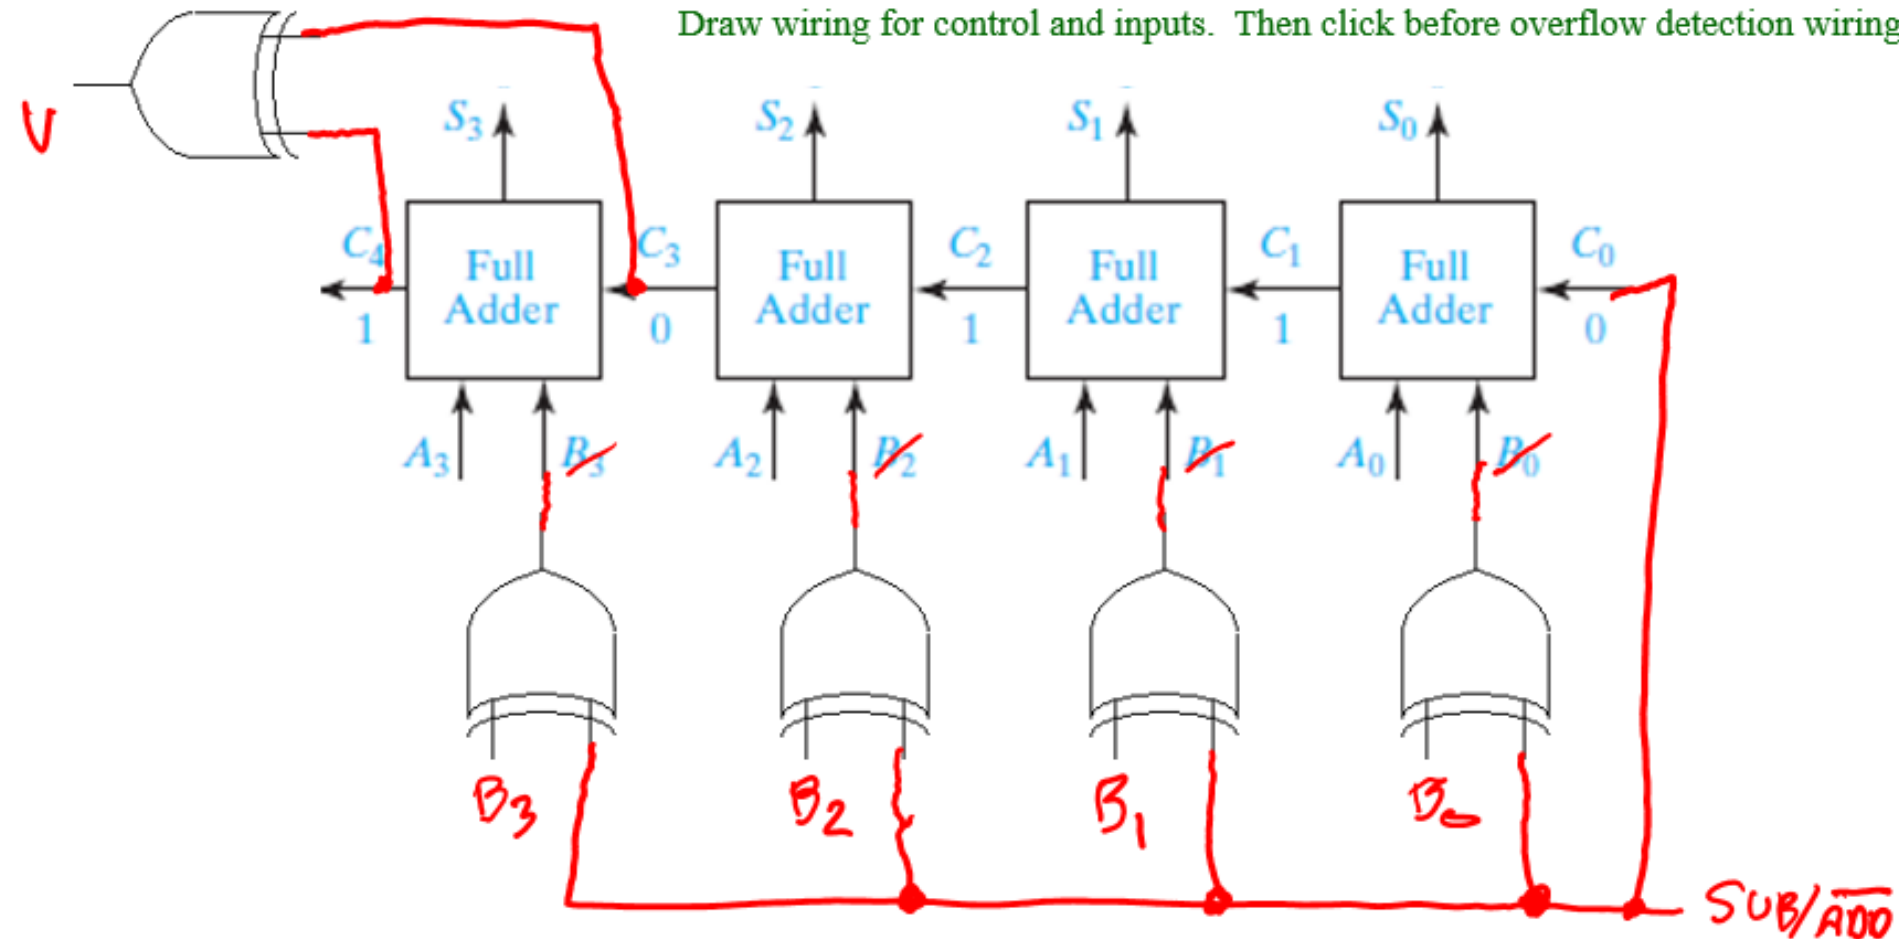 Draw wiring for control and inputs. Then click before overflow detection wiring
V
S3 S2 S1 S0
C4 C3 C2 C1 C0
Full Adder Full Adder Full Adder Full Adder
1 0 1 1 0
A3 B3 A2 B2 A1 B1 A0 B0
B3 B2 B1 B0
SUB/A̅D̅D̅